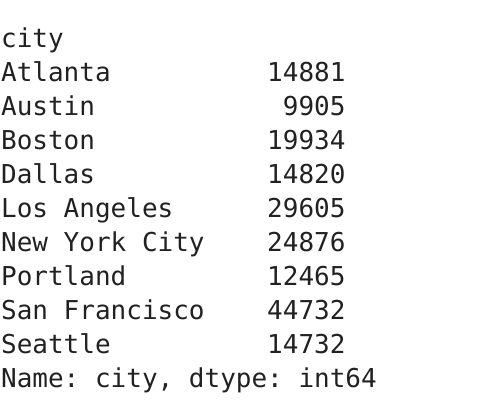 city
Atlanta          14881
Austin            9905
Boston           19934
Dallas           14820
Los Angeles      29605
New York City    24876
Portland         12465
San Francisco    44732
Seattle          14732
Name: city, dtype: int64